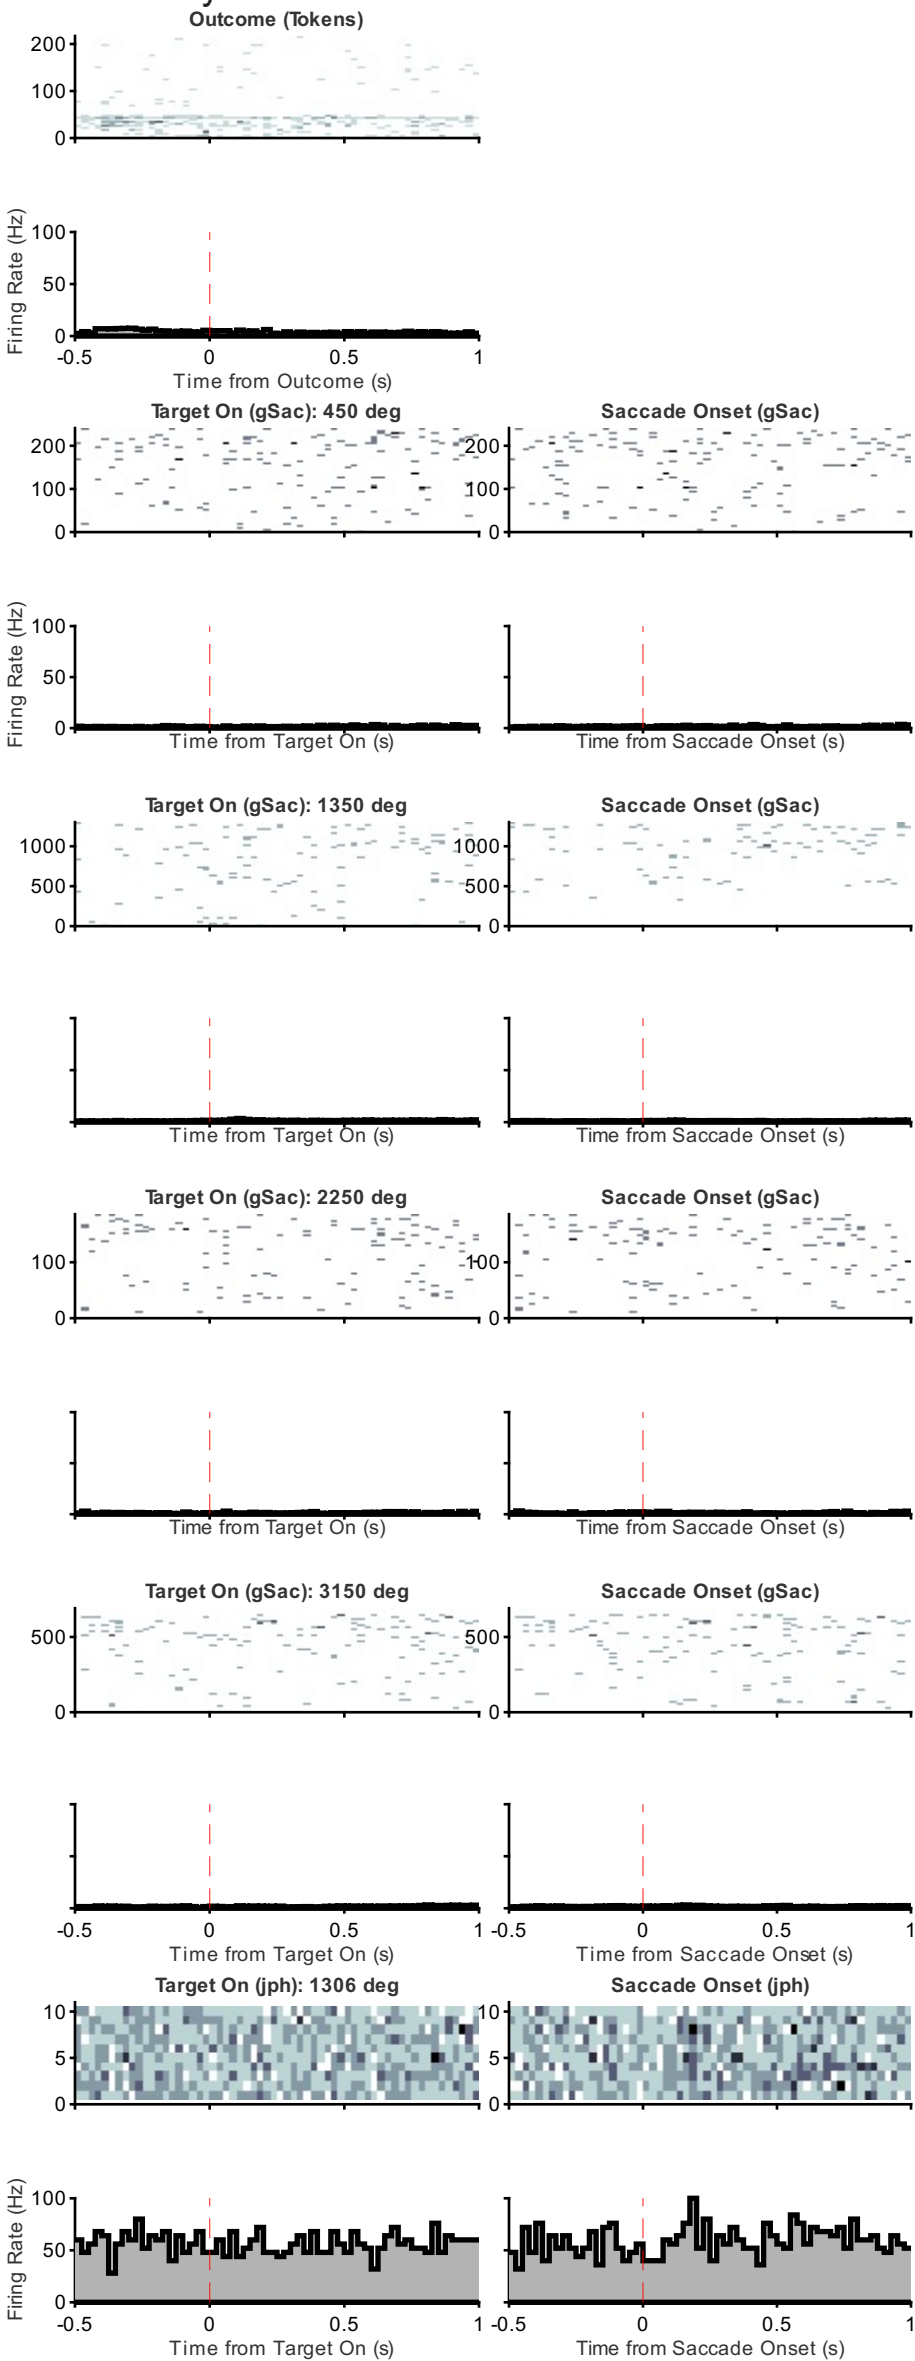 Outcome (Tokens)
200
100
0
Firing Rate (Hz)
100
50
0
-0.5 0 0.5 1
Time from Outcome (s)
Target On (gSac): 450 deg Saccade Onset (gSac)
200 200
100 100
0 0
Firing Rate (Hz)
100
50
0
Time from Target On (s) Time from Saccade Onset (s)
Target On (gSac): 1350 deg Saccade Onset (gSac)
1000 1000
500 500
0 0
Time from Target On (s) Time from Saccade Onset (s)
Target On (gSac): 2250 deg Saccade Onset (gSac)
100 100
0 0
Time from Target On (s) Time from Saccade Onset (s)
Target On (gSac): 3150 deg Saccade Onset (gSac)
500 500
0 0
-0.5 0 0.5 1 -0.5 0 0.5 1
Time from Target On (s) Time from Saccade Onset (s)
Target On (jph): 1306 deg Saccade Onset (jph)
10 10
5 5
0 0
Firing Rate (Hz)
100
50
0
-0.5 0 0.5 1 -0.5 0 0.5 1
Time from Target On (s) Time from Saccade Onset (s)